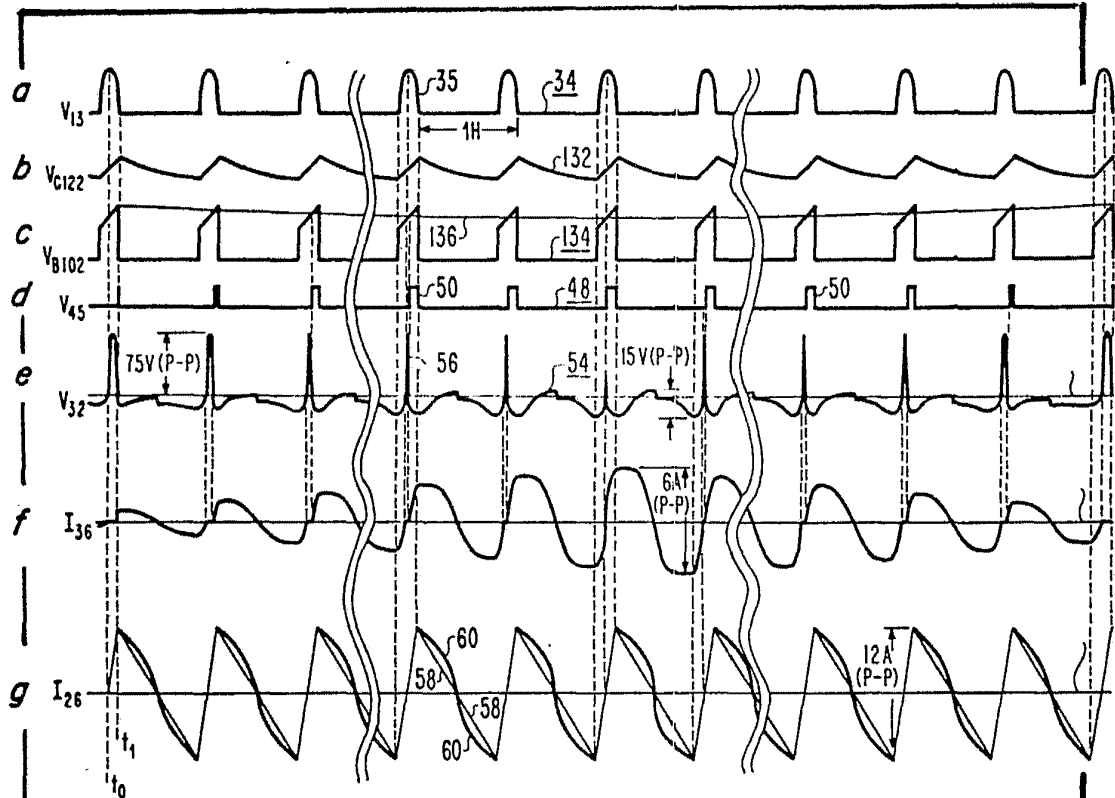 a
V13
35
34
1H
b
VC122
132
c
VB102
136
134
d
V45
50
48
50
e
75V (P-P)
V32
56
54
15V (P-P)
f
I36
6A
(P-P)
g
I26
60
58
58
60
12A
(P-P)
t1
t0